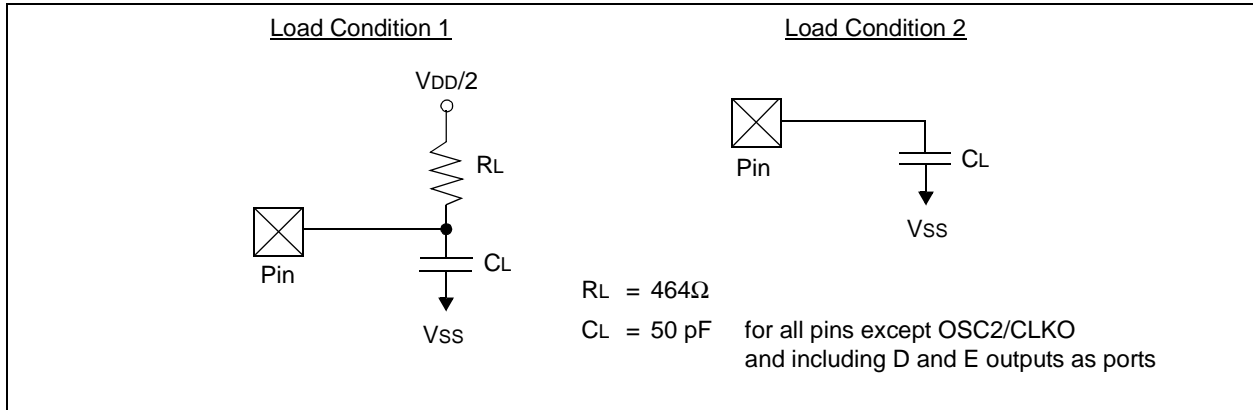 Load Condition 1
VDD/2
RL
Pin
CL
VSS
Load Condition 2
Pin
CL
VSS
RL = 464Ω
CL = 50 pF for all pins except OSC2/CLKO
and including D and E outputs as ports